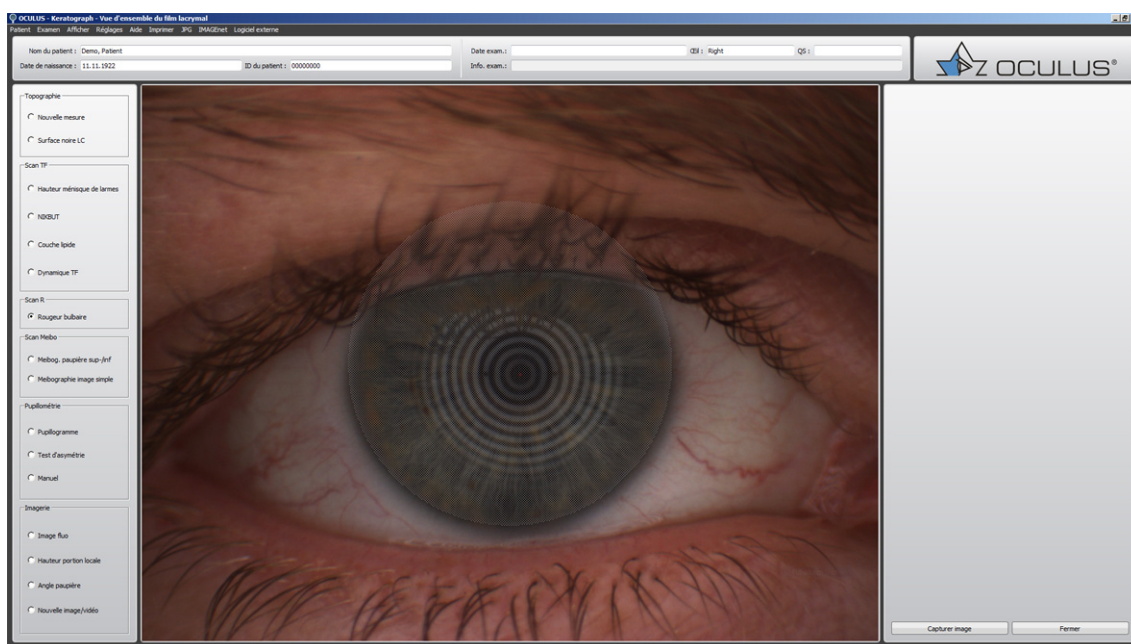 OCULUS - Keratograph - Vue d'ensemble du film lacrymal
Patient Examen Afficher Réglages Aide Imprimer JPG IMAGEnet Logiciel externe
Nom du patient : Demo, Patient
Date exam.: Œil : Right QS :
Date de naissance : 11.11.1922 ID du patient : 00000000
Info. exam.:
OCULUS®
Topographie
Nouvelle mesure
Surface noire LC
Scan TF
Hauteur ménisque de larmes
NIKBUT
Couche lipide
Dynamique TF
Scan R
Rougeur bulbaire
Scan Meibo
Meibog. paupière sup-/inf
Meibographie image simple
Pupillométrie
Pupillogramme
Test d'asymétrie
Manuel
Imagerie
Image fluo
Hauteur portion locale
Angle paupière
Nouvelle image/vidéo
Capturer image Fermer